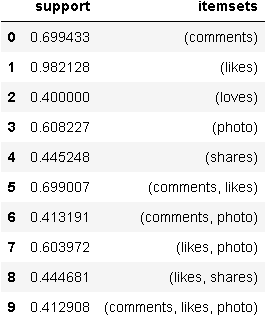 support itemsets
0 0.699433 (comments)
1 0.982128 (likes)
2 0.400000 (loves)
3 0.608227 (photo)
4 0.445248 (shares)
5 0.699007 (comments, likes)
6 0.413191 (comments, photo)
7 0.603972 (likes, photo)
8 0.444681 (likes, shares)
9 0.412908 (comments, likes, photo)